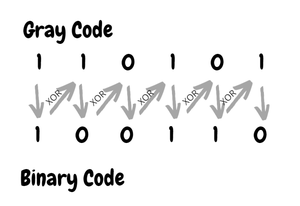 Gray Code
1 1 0 1 0 1
XOR XOR XOR XOR XOR
1 0 0 1 1 0
Binary Code